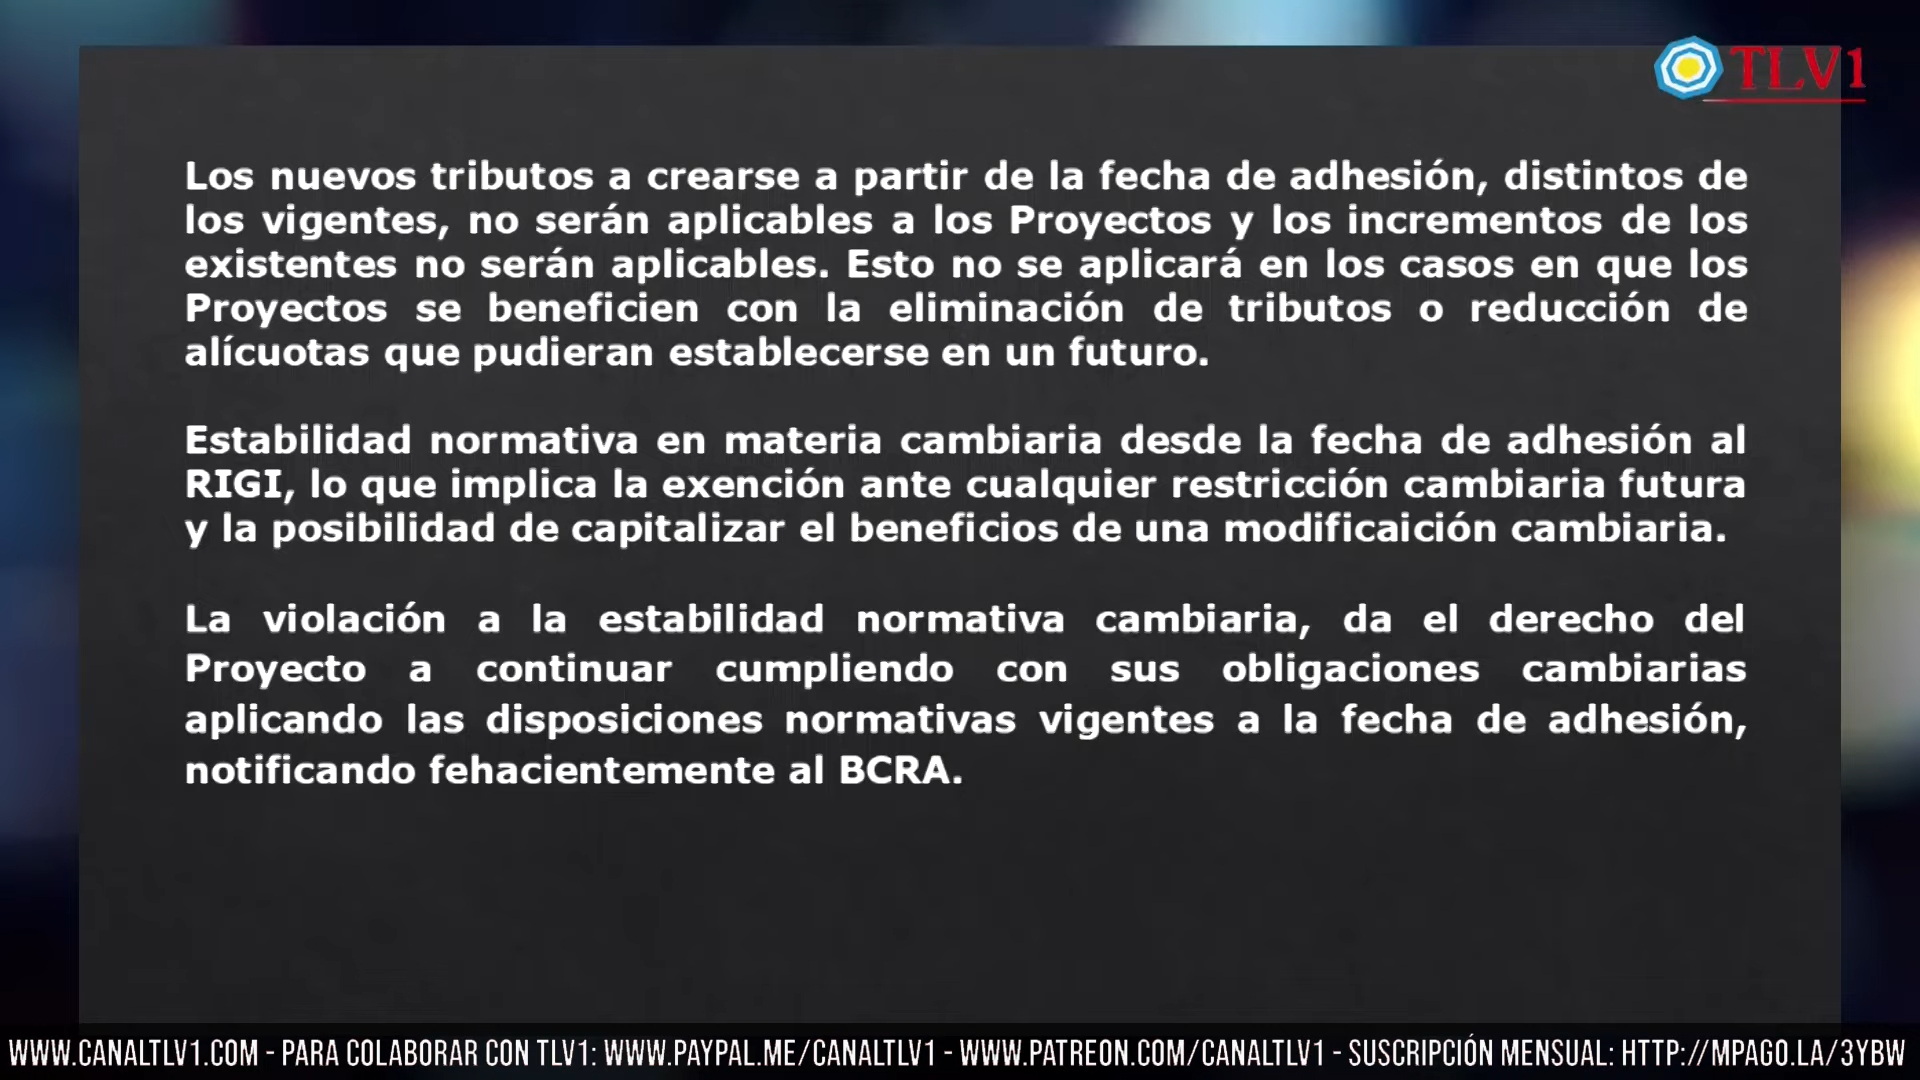 TLV1
Los nuevos tributos a crearse a partir de la fecha de adhesión, distintos de
los vigentes, no serán aplicables a los Proyectos y los incrementos de los
existentes no serán aplicables. Esto no se aplicará en los casos en que los
Proyectos se beneficien con la eliminación de tributos o reducción de
alícuotas que pudieran establecerse en un futuro.
Estabilidad normativa en materia cambiaria desde la fecha de adhesión al
RIGI, lo que implica la exención ante cualquier restricción cambiaria futura
y la posibilidad de capitalizar el beneficios de una modificaición cambiaria.
La violación a la estabilidad normativa cambiaria, da el derecho del
Proyecto a continuar cumpliendo con sus obligaciones cambiarias
aplicando las disposiciones normativas vigentes a la fecha de adhesión,
notificando fehacientemente al BCRA.
WWW.CANALTLV1.COM - PARA COLABORAR CON TLV1: WWW.PAYPAL.ME/CANALTLV1 - WWW.PATREON.COM/CANALTLV1 - SUSCRIPCIÓN MENSUAL: HTTP://MPAGO.LA/3YBW